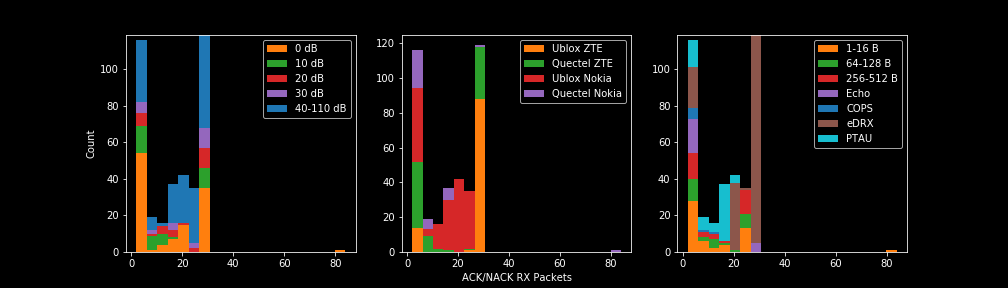 Count
100
80
60
40
20
0
0 20 40 60 80
0 dB
10 dB
20 dB
30 dB
40-110 dB
120
100
80
60
40
20
0
0 20 40 60 80
Ublox ZTE
Quectel ZTE
Ublox Nokia
Quectel Nokia
ACK/NACK RX Packets
100
80
60
40
20
0
0 20 40 60 80
1-16 B
64-128 B
256-512 B
Echo
COPS
eDRX
PTAU